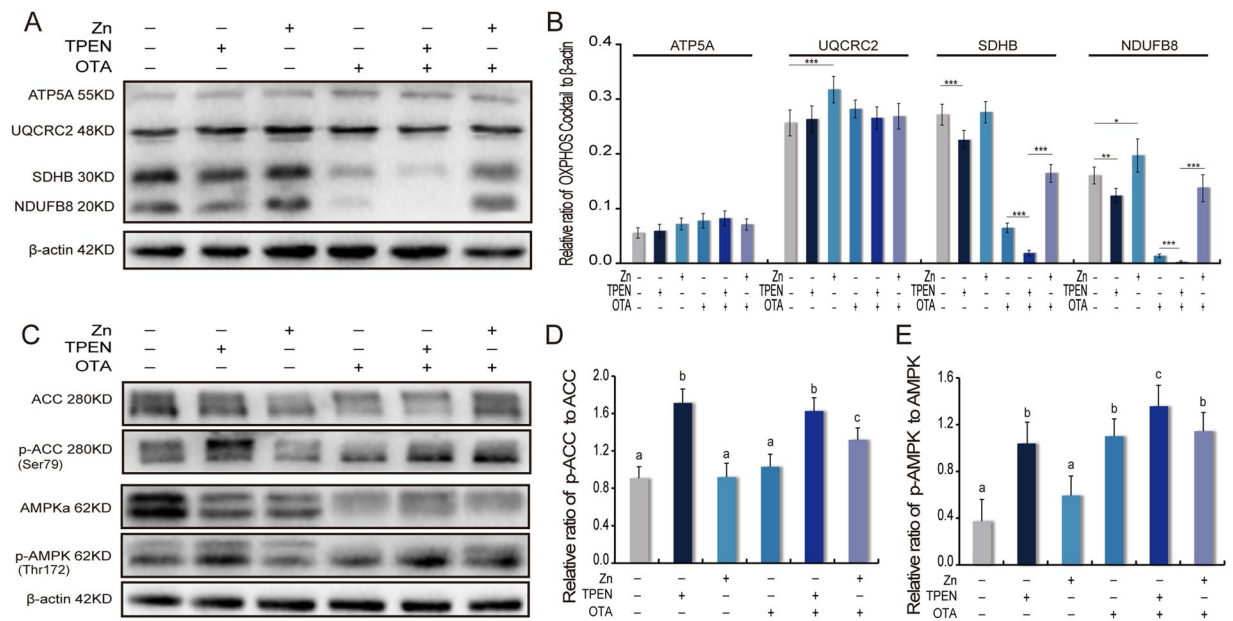 A
Zn – – + – – +
TPEN – + – – + –
OTA – – – + + +
ATP5A 55KD
UQCRC2 48KD
SDHB 30KD
NDUFB8 20KD
β-actin 42KD
B
ATP5A UQCRC2 SDHB NDUFB8
Relative ratio of OXPHOS Cocktail to β-actin
0.4
0.3
0.2
0.1
0.0
*** *** *** *** ** * *** ***
Zn – – + – – + – – + – – + – – + – – + – – + – – +
TPEN – + – – + – – + – – + – – + – – + – – + – – + –
OTA – – – + + + – – – + + + – – – + + + – – – + + +
C
Zn – – + – – +
TPEN – + – – + –
OTA – – – + + +
ACC 280KD
p-ACC 280KD
(Ser79)
AMPKa 62KD
p-AMPK 62KD
(Thr172)
β-actin 42KD
D
Relative ratio of p-ACC to ACC
2.0
1.6
1.2
0.8
0.4
0.0
a b a a b c
Zn – – + – – +
TPEN – + – – + –
OTA – – – + + +
E
Relative ratio of p-AMPK to AMPK
1.6
1.2
0.8
0.4
0.0
a b a b c b
Zn – – + – – +
TPEN – + – – + –
OTA – – – + + +